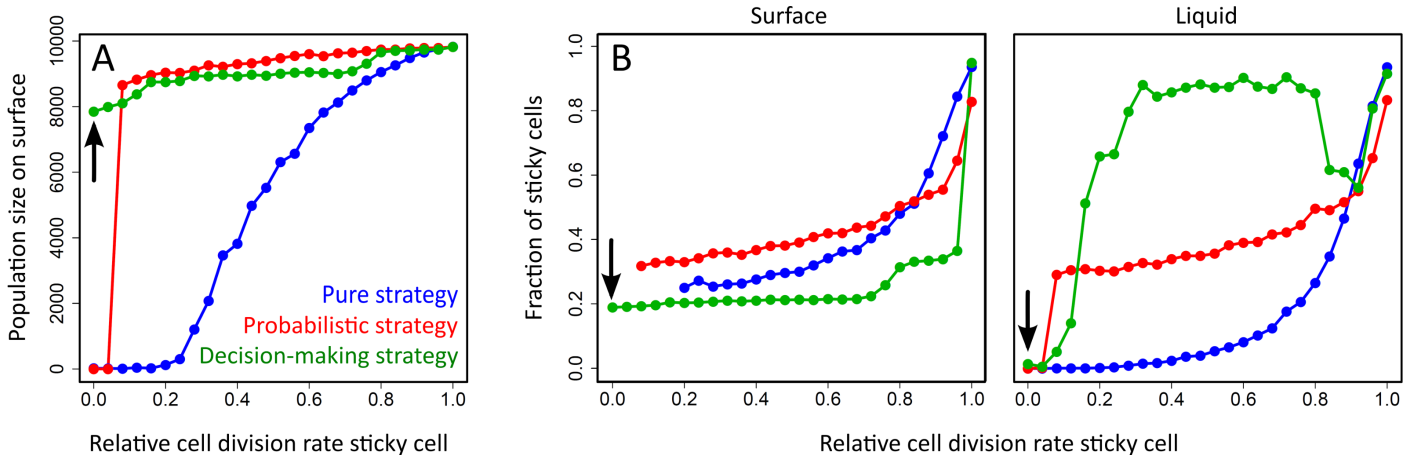 Surface
Liquid
A
B
Population size on surface
10000
8000
6000
4000
2000
0
Pure strategy
Probabilistic strategy
Decision-making strategy
0.0 0.2 0.4 0.6 0.8 1.0
Relative cell division rate sticky cell
Fraction of sticky cells
1.0
0.8
0.6
0.4
0.2
0.0
0.0 0.2 0.4 0.6 0.8 1.0
0.0 0.2 0.4 0.6 0.8 1.0
Relative cell division rate sticky cell